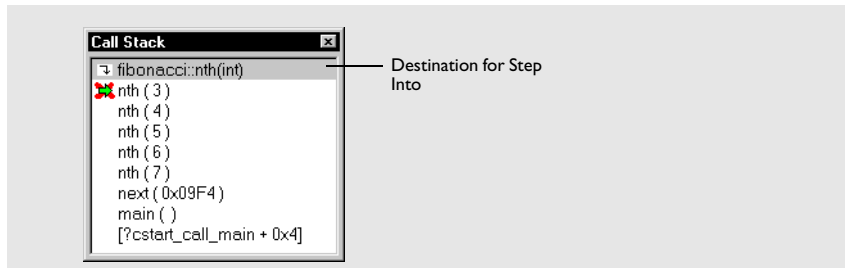 Call Stack
fibonacci::nth(int)
Destination for Step
Into
nth ( 3 )
nth ( 4 )
nth ( 5 )
nth ( 6 )
nth ( 7 )
next ( 0x09F4 )
main ( )
[?cstart_call_main + 0x4]